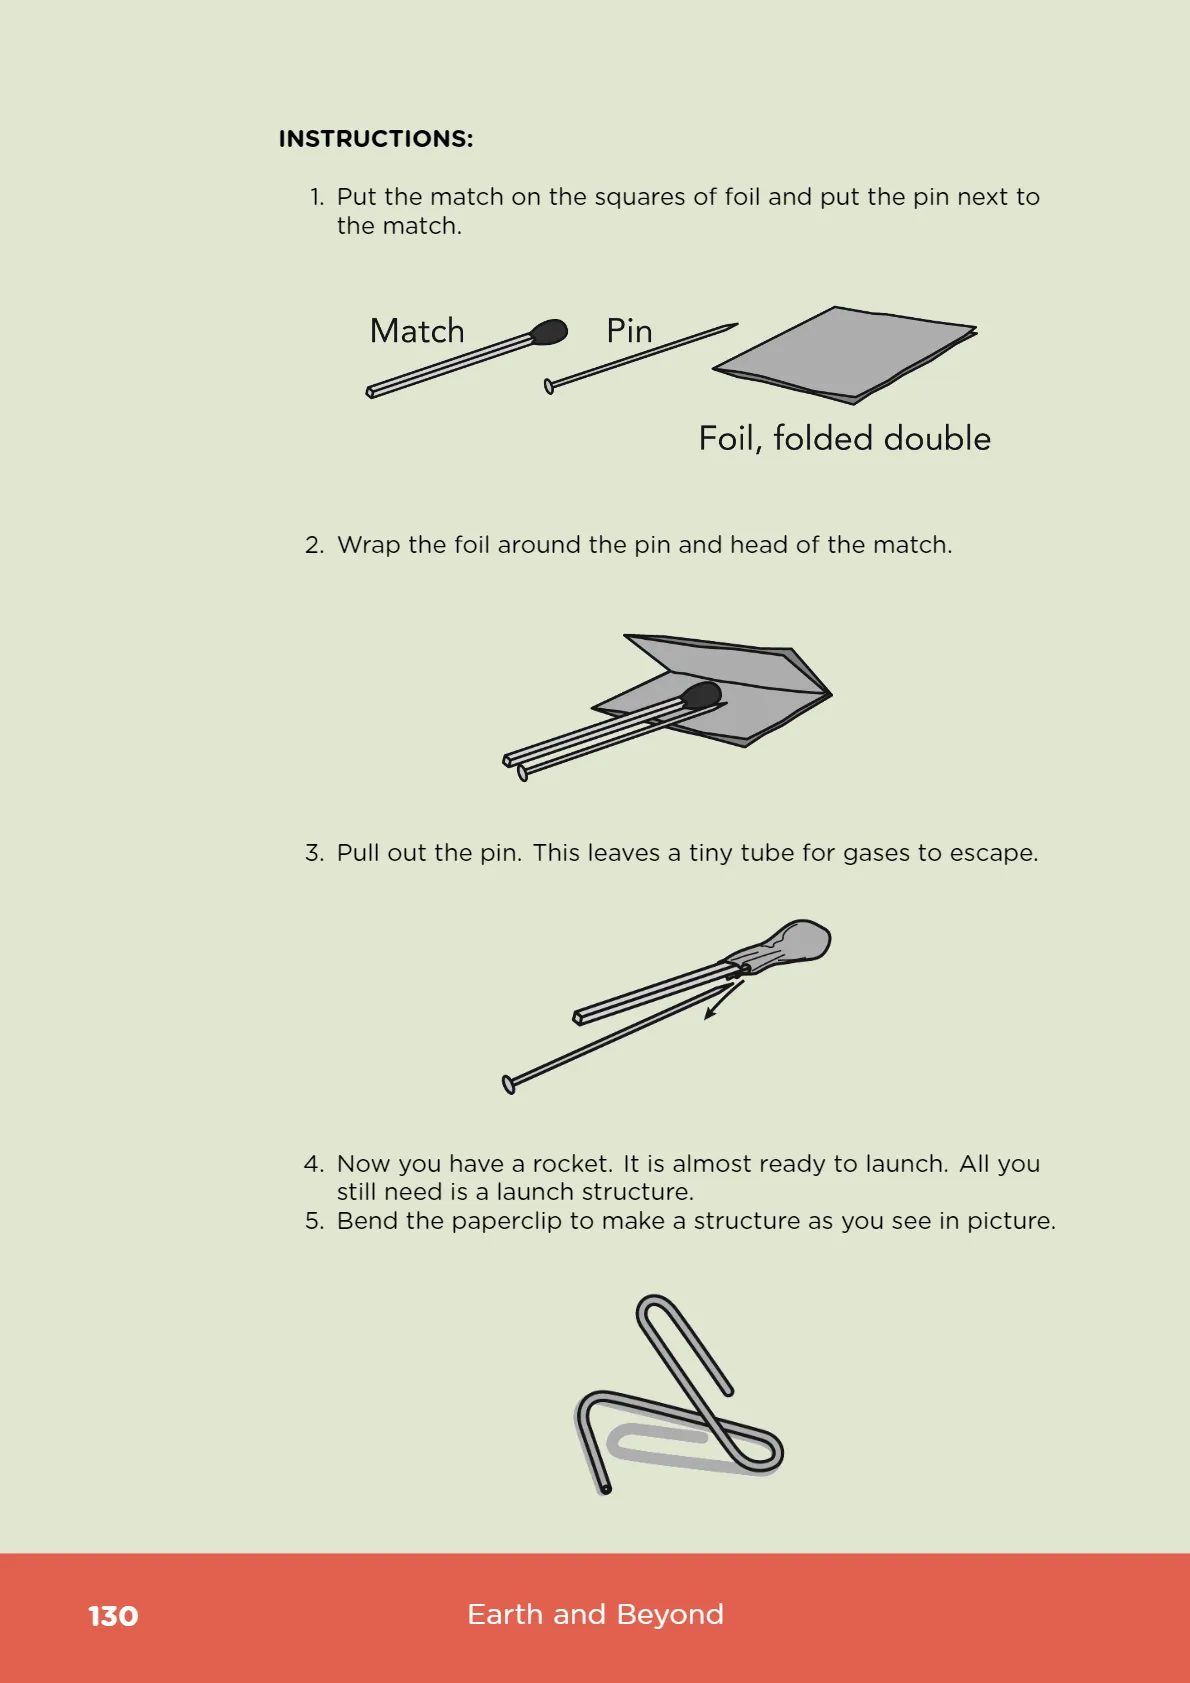 INSTRUCTIONS:
1. Put the match on the squares of foil and put the pin next to
the match.
Match
Pin
Foil, folded double
2. Wrap the foil around the pin and head of the match.
3. Pull out the pin. This leaves a tiny tube for gases to escape.
4. Now you have a rocket. It is almost ready to launch. All you
still need is a launch structure.
5. Bend the paperclip to make a structure as you see in picture.
130
Earth and Beyond